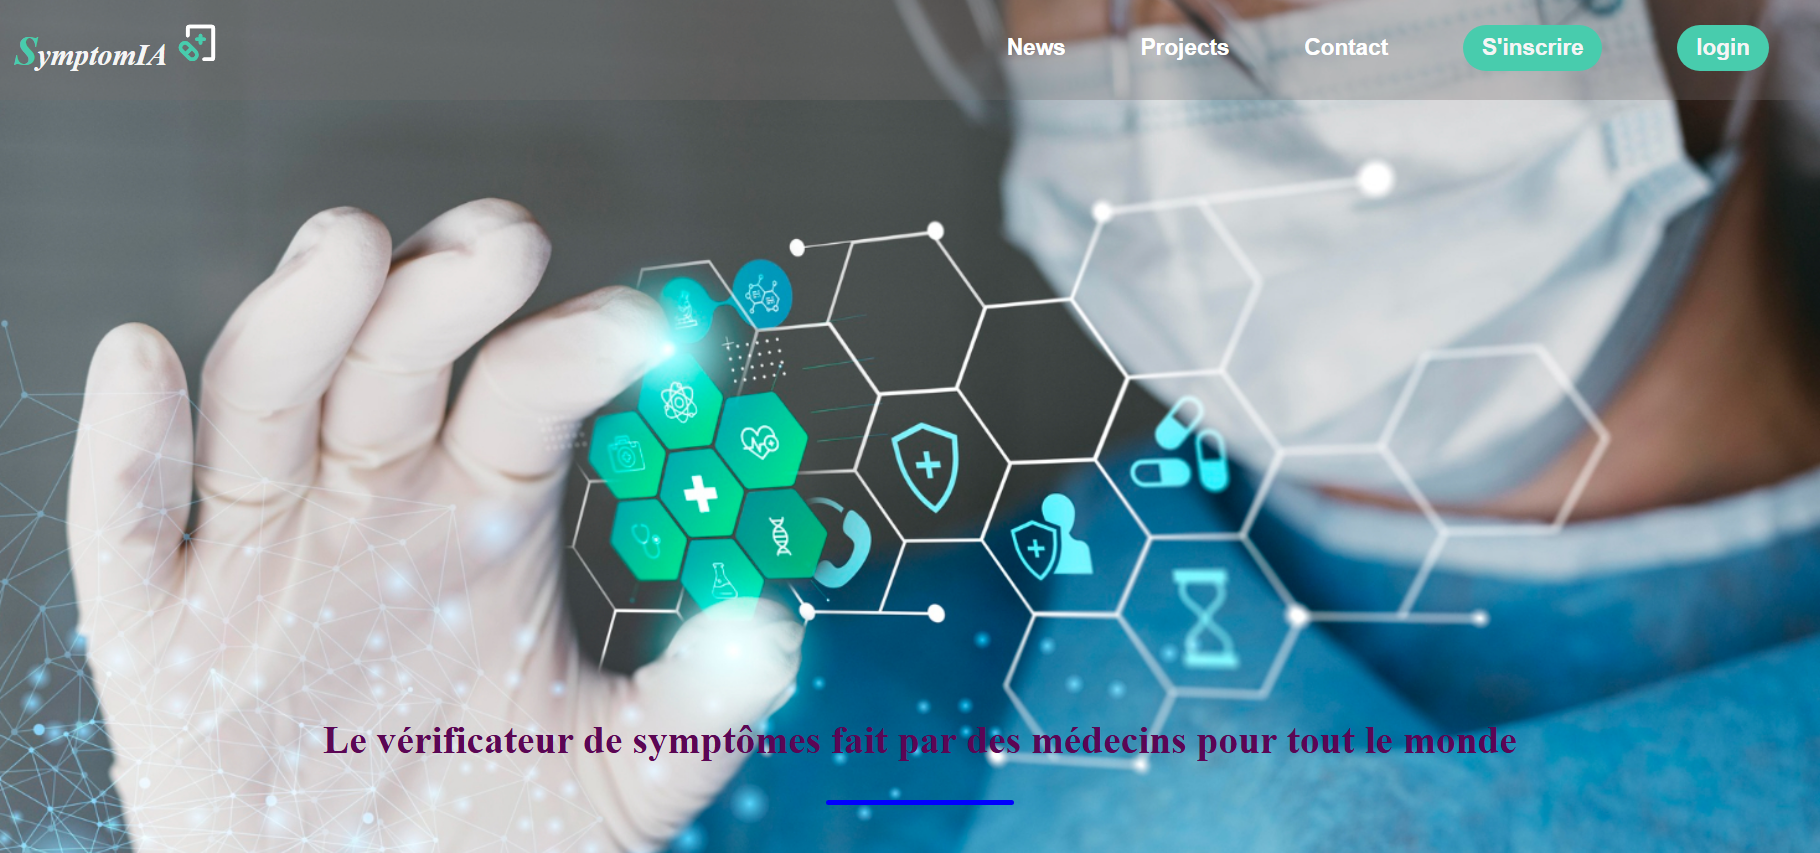 SymptomIA
News
Projects
Contact
S'inscrire
login
Le vérificateur de symptômes fait par des médecins pour tout le monde